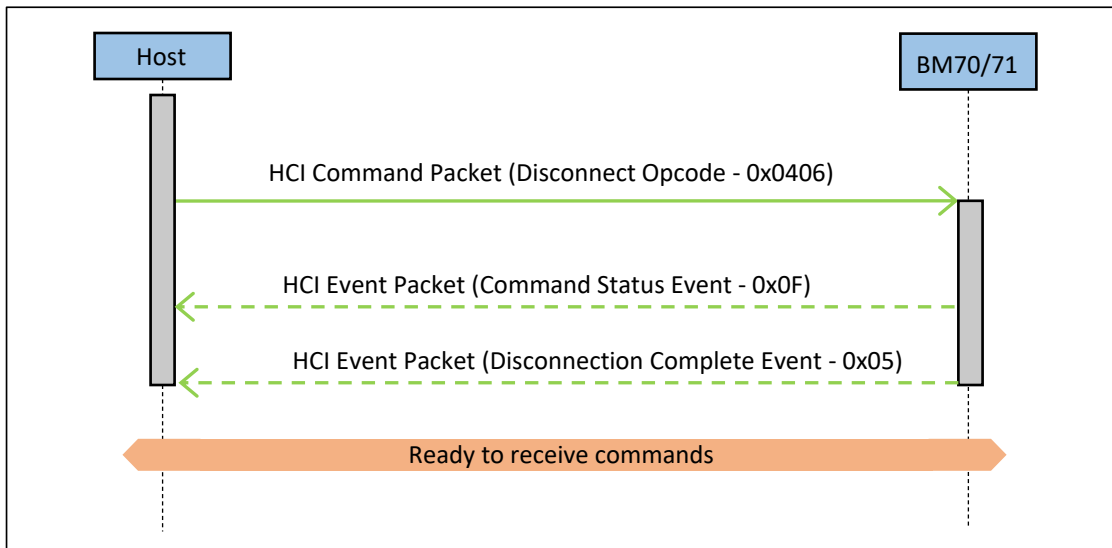 Host
BM70/71
HCI Command Packet (Disconnect Opcode - 0x0406)
HCI Event Packet (Command Status Event - 0x0F)
HCI Event Packet (Disconnection Complete Event - 0x05)
Ready to receive commands